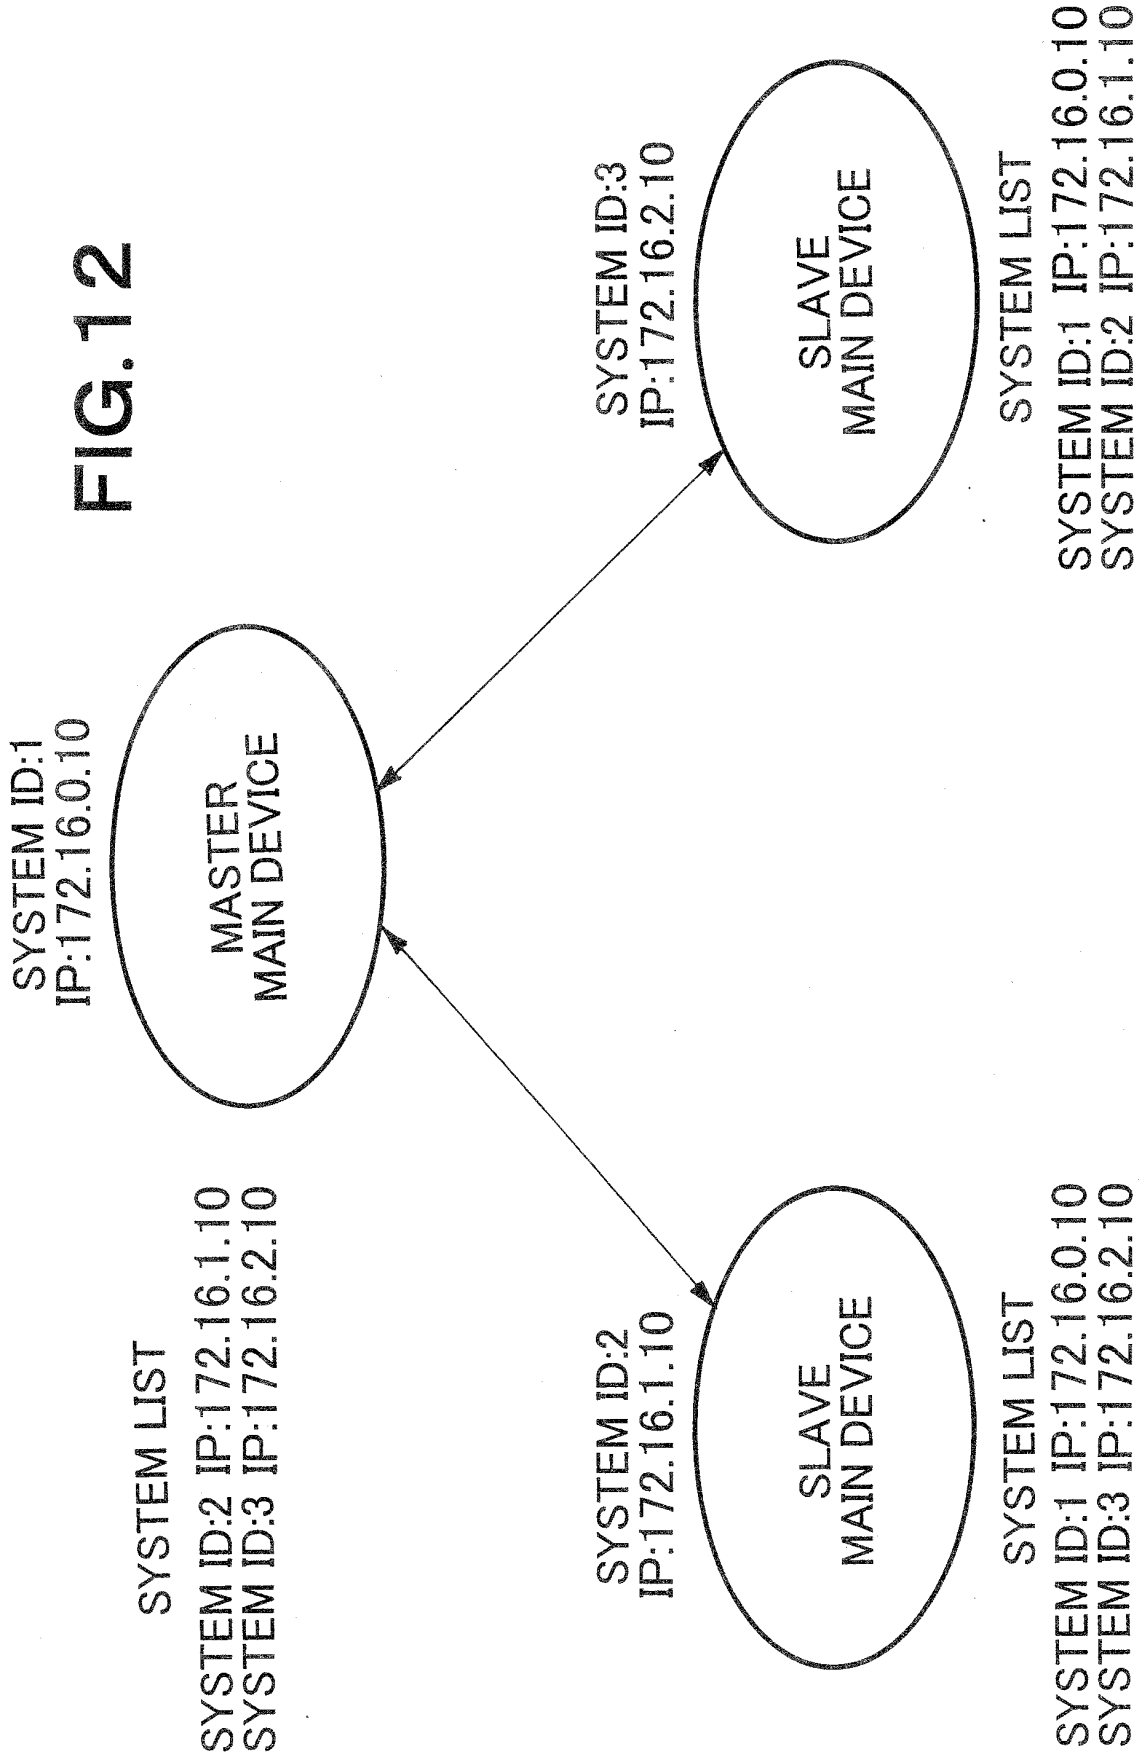 FIG.12
SYSTEM ID:1
IP:172.16.0.10
MASTER
MAIN DEVICE
SYSTEM LIST
SYSTEM ID:2 IP:172.16.1.10
SYSTEM ID:3 IP:172.16.2.10
SYSTEM ID:2
IP:172.16.1.10
SLAVE
MAIN DEVICE
SYSTEM LIST
SYSTEM ID:1 IP:172.16.0.10
SYSTEM ID:3 IP:172.16.2.10
SYSTEM ID:3
IP:172.16.2.10
SLAVE
MAIN DEVICE
SYSTEM LIST
SYSTEM ID:1 IP:172.16.0.10
SYSTEM ID:2 IP:172.16.1.10